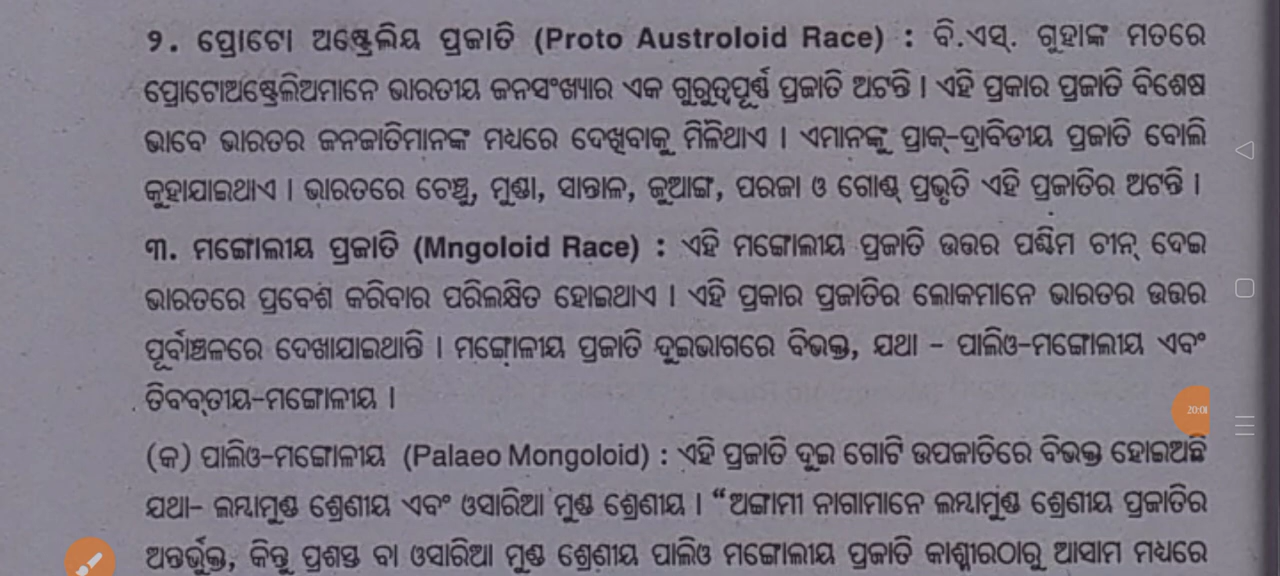 ୨. ପ୍ରୋଟୋ ଅଷ୍ଟ୍ରେଲିୟ ପ୍ରଜାତି (Proto Austroloid Race) : ବି.ଏସ୍. ଗୁହାଙ୍କ ମତରେ
ପ୍ରୋଟୋଅଷ୍ଟ୍ରେଲିଅମାନେ ଭାରତୀୟ ଜନସଂଖ୍ୟାର ଏକ ଗୁରୁତ୍ୱପୂର୍ଣ୍ଣ ପ୍ରଜାତି ଅଟନ୍ତି । ଏହି ପ୍ରକାର ପ୍ରଜାତି ବିଶେଷ
ଭାବେ ଭାରତର ଜନଜାତିମାନଙ୍କ ମଧ୍ୟରେ ଦେଖିବାକୁ ମିଳିଥାଏ । ଏମାନଙ୍କୁ ପ୍ରାକ୍-ଦ୍ରାବିଡୀୟ ପ୍ରଜାତି ବୋଲି
କୁହାଯାଇଥାଏ । ଭାରତରେ ଚେଞ୍ଚୁ, ମୁଣ୍ଡା, ସାନ୍ତାଳ, ଜୁଆଙ୍ଗ, ପରଜା ଓ ଗୋଣ୍ଡ୍ ପ୍ରଭୃତି ଏହି ପ୍ରଜାତିର ଅଟନ୍ତି ।
୩. ମଙ୍ଗୋଲୀୟ ପ୍ରଜାତି (Mngoloid Race) : ଏହି ମଙ୍ଗୋଲୀୟ ପ୍ରଜାତି ଉତ୍ତର ପଶ୍ଚିମ ଚୀନ୍ ଦେଇ
ଭାରତରେ ପ୍ରବେଶ କରିବାର ପରିଲକ୍ଷିତ ହୋଇଥାଏ । ଏହି ପ୍ରକାର ପ୍ରଜାତିର ଲୋକମାନେ ଭାରତର ଉତ୍ତର
ପୂର୍ବାଞ୍ଚଳରେ ଦେଖାଯାଇଥାନ୍ତି । ମଙ୍ଗୋଳୀୟ ପ୍ରଜାତି ଦୁଇଭାଗରେ ବିଭକ୍ତ, ଯଥା - ପାଲିଓ-ମଙ୍ଗୋଲୀୟ ଏବଂ
ତିବବ୍ତୀୟ-ମଙ୍ଗୋଳୀୟ ।
20:01
(କ) ପାଲିଓ-ମଙ୍ଗୋଳୀୟ (Palaeo Mongoloid) : ଏହି ପ୍ରଜାତି ଦୁଇ ଗୋଟି ଉପଜାତିରେ ବିଭକ୍ତ ହୋଇଅଛି
ଯଥା- ଲମ୍ବାମୁଣ୍ଡ ଶ୍ରେଣୀୟ ଏବଂ ଓସାରିଆ ମୁଣ୍ଡ ଶ୍ରେଣୀୟ । “ଅଙ୍ଗାମୀ ନାଗାମାନେ ଲମ୍ବାମୁଣ୍ଡ ଶ୍ରେଣୀୟ ପ୍ରଜାତିର
ଅନ୍ତର୍ଭୁକ୍ତ, କିନ୍ତୁ ପ୍ରଶସ୍ତ ବା ଓସାରିଆ ମୁଣ୍ଡ ଶ୍ରେଣୀୟ ପାଲିଓ ମଙ୍ଗୋଲୀୟ ପ୍ରଜାତି କାଶ୍ମୀରଠାରୁ ଆସାମ ମଧ୍ୟରେ